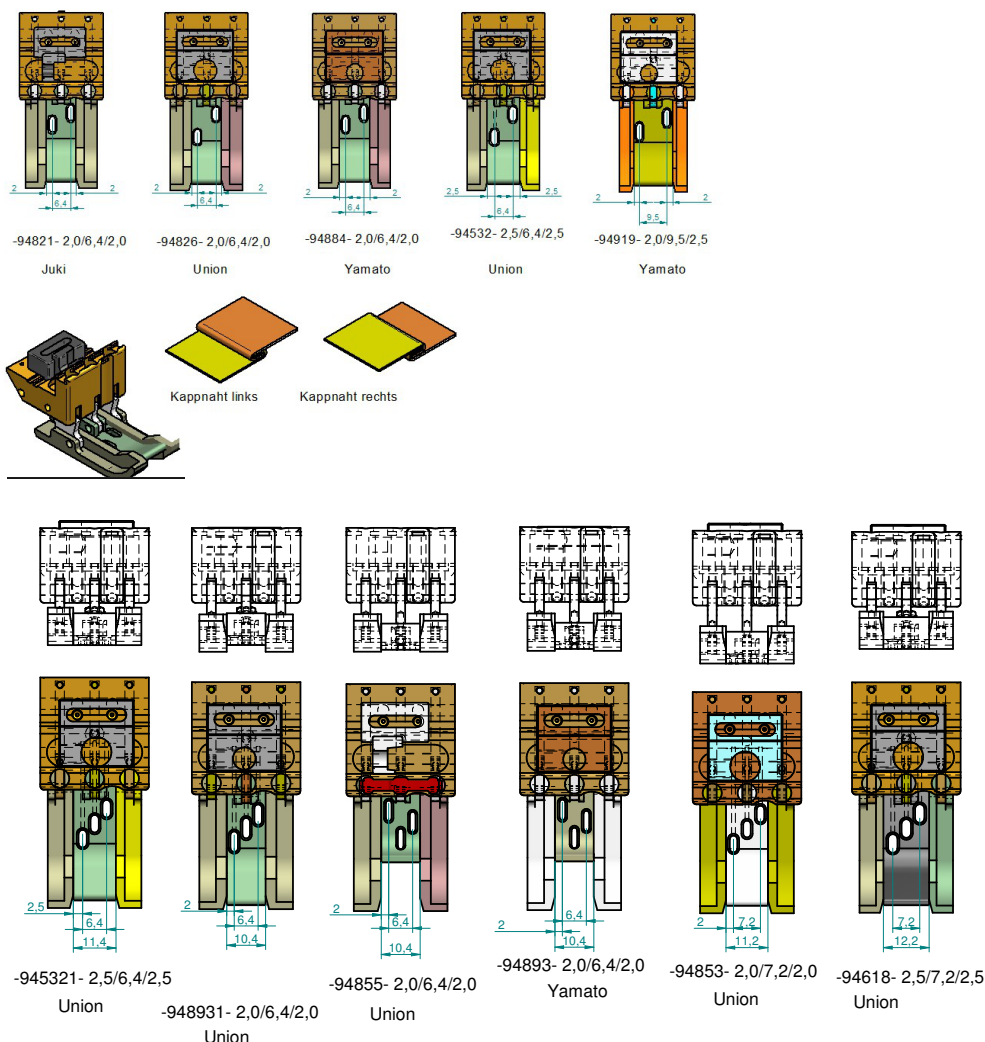 2 6,4 2
2 6,4 2
2 6,4 2
2,5 6,4 2,5
2 9,5 2
-94821- 2,0/6,4/2,0
-94826- 2,0/6,4/2,0
-94884- 2,0/6,4/2,0
-94532- 2,5/6,4/2,5
-94919- 2,0/9,5/2,5
Juki
Union
Yamato
Union
Yamato
Kappnaht links
Kappnaht rechts
2,5
6,4
11,4
2
6,4
10,4
2
6,4
10,4
2
6,4
10,4
2
7,2
11,2
7,2
12,2
-945321- 2,5/6,4/2,5
Union
-948931- 2,0/6,4/2,0
Union
-94855- 2,0/6,4/2,0
Union
-94893- 2,0/6,4/2,0
Yamato
-94853- 2,0/7,2/2,0
Union
-94618- 2,5/7,2/2,5
Union